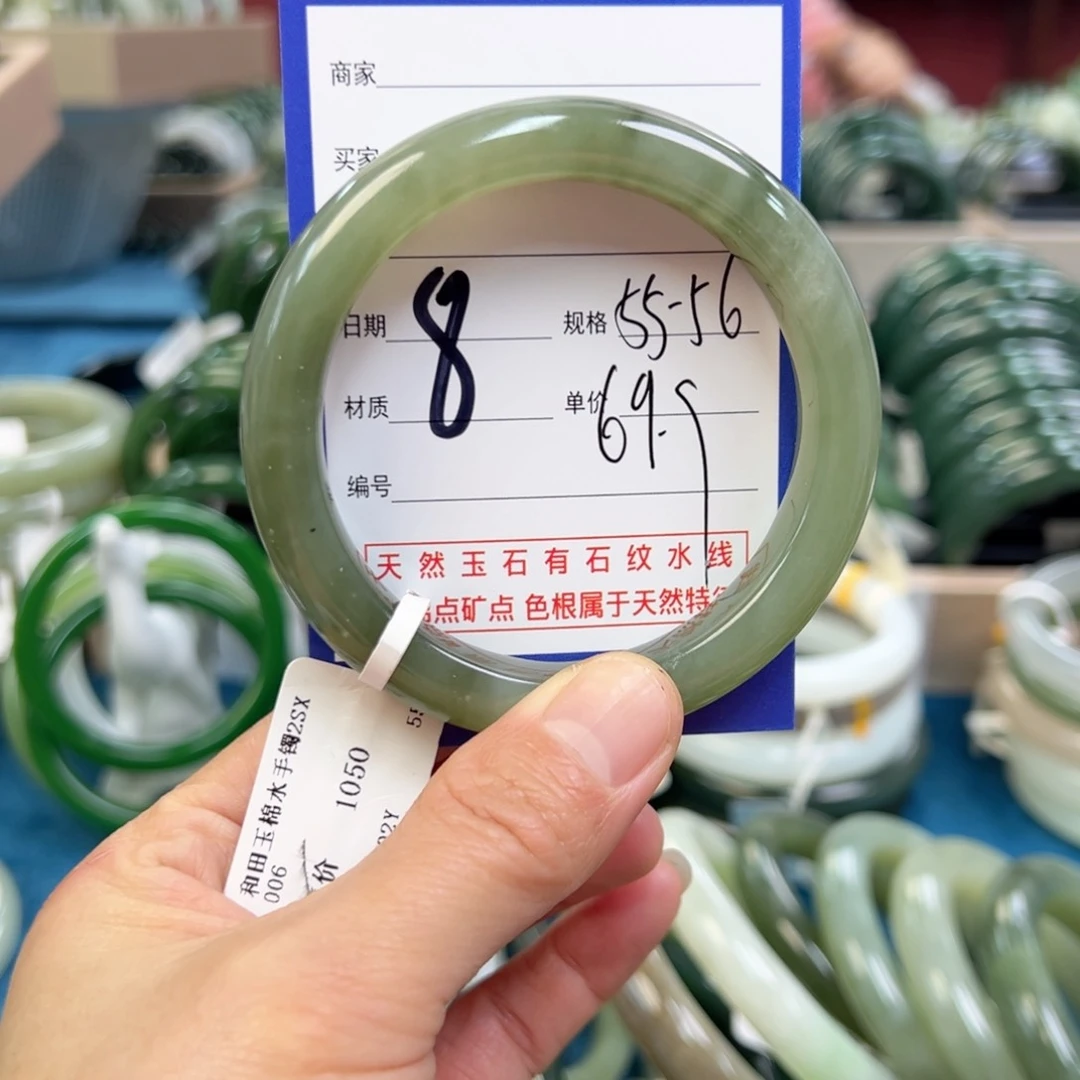 商家
买家
日期 8 规格 55-56
材质 单价 69.9
编号
天然玉石有石纹水线
点矿点 色根属于天然特
和田玉棉水手镯2SX
006
1050
价